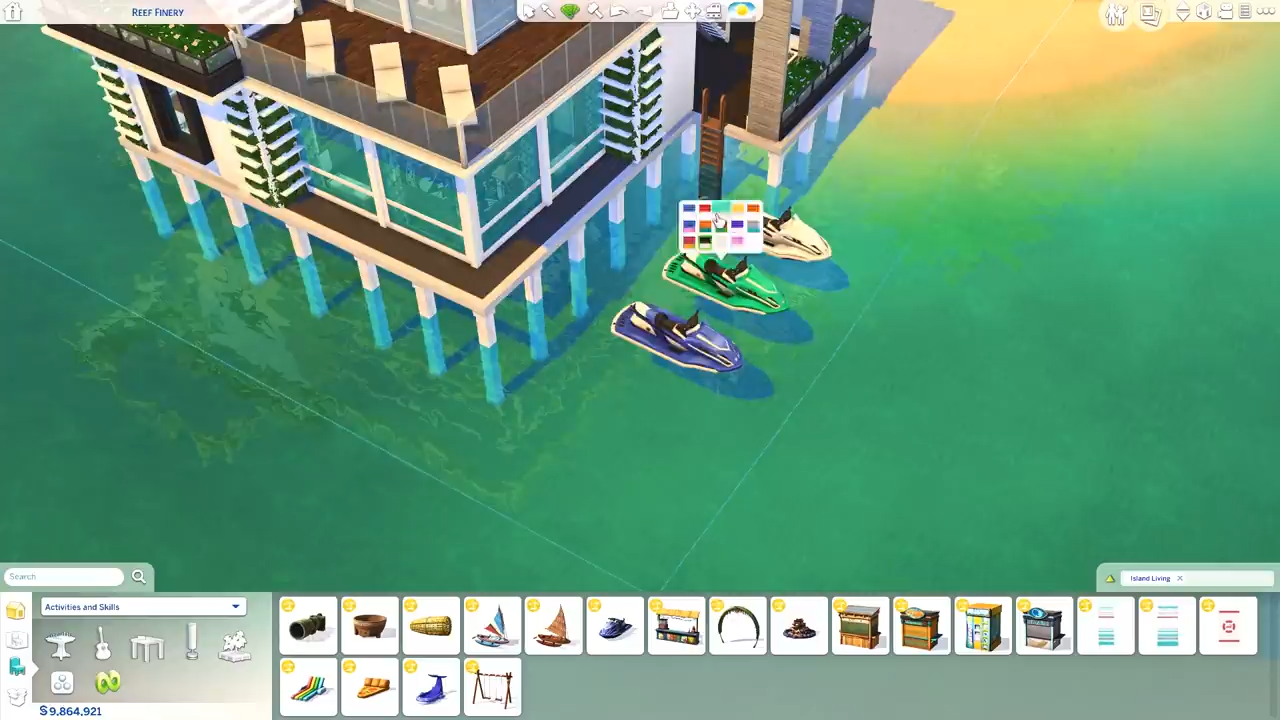 REEF FINERY
Search
Island Living
Activities and Skills
$9,864,921